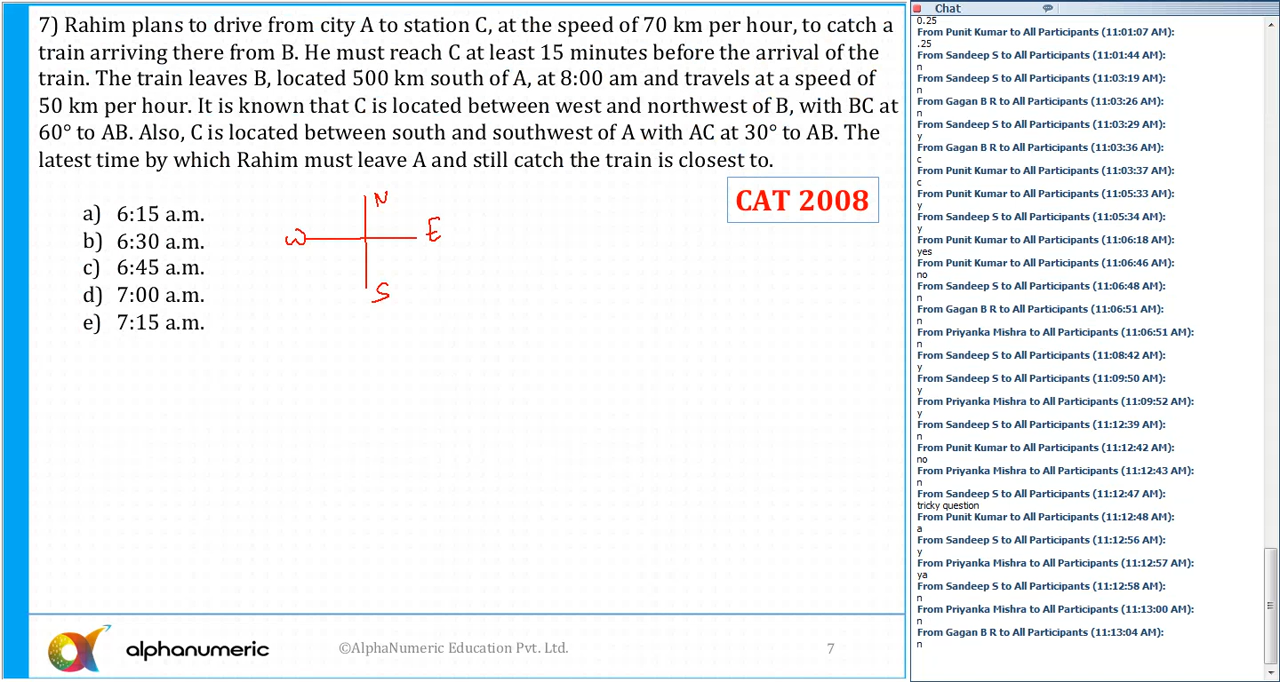 7) Rahim plans to drive from city A to station C, at the speed of 70 km per hour, to catch a
train arriving there from B. He must reach C at least 15 minutes before the arrival of the
train. The train leaves B, located 500 km south of A, at 8:00 am and travels at a speed of
50 km per hour. It is known that C is located between west and northwest of B, with BC at
60° to AB. Also, C is located between south and southwest of A with AC at 30° to AB. The
latest time by which Rahim must leave A and still catch the train is closest to.
CAT 2008
a) 6:15 a.m.
b) 6:30 a.m.
c) 6:45 a.m.
d) 7:00 a.m.
e) 7:15 a.m.
N
W
E
S
alphanumeric
©AlphaNumeric Education Pvt. Ltd.
7
Chat
0.25
From Punit Kumar to All Participants (11:01:07 AM):
.25
From Sandeep S to All Participants (11:01:44 AM):
n
From Sandeep S to All Participants (11:03:19 AM):
n
From Gagan B R to All Participants (11:03:26 AM):
n
From Sandeep S to All Participants (11:03:29 AM):
y
From Gagan B R to All Participants (11:03:36 AM):
c
From Punit Kumar to All Participants (11:03:37 AM):
c
From Punit Kumar to All Participants (11:05:33 AM):
y
From Sandeep S to All Participants (11:05:34 AM):
y
From Punit Kumar to All Participants (11:06:18 AM):
yes
From Punit Kumar to All Participants (11:06:46 AM):
no
From Sandeep S to All Participants (11:06:48 AM):
n
From Gagan B R to All Participants (11:06:51 AM):
n
From Priyanka Mishra to All Participants (11:06:51 AM):
n
From Sandeep S to All Participants (11:08:42 AM):
y
From Sandeep S to All Participants (11:09:50 AM):
y
From Priyanka Mishra to All Participants (11:09:52 AM):
y
From Sandeep S to All Participants (11:12:39 AM):
n
From Punit Kumar to All Participants (11:12:42 AM):
no
From Priyanka Mishra to All Participants (11:12:43 AM):
n
From Sandeep S to All Participants (11:12:47 AM):
tricky question
From Punit Kumar to All Participants (11:12:48 AM):
a
From Sandeep S to All Participants (11:12:56 AM):
y
From Priyanka Mishra to All Participants (11:12:57 AM):
ya
From Sandeep S to All Participants (11:12:58 AM):
n
From Priyanka Mishra to All Participants (11:13:00 AM):
n
From Gagan B R to All Participants (11:13:04 AM):
n